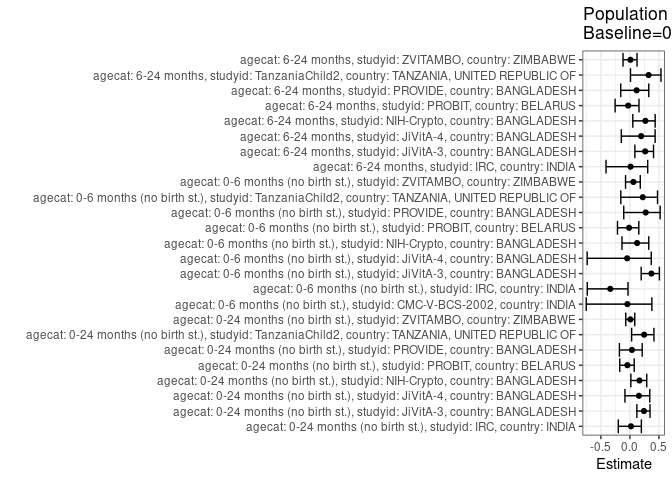 Population
Baseline=0
agecat: 6-24 months, studyid: ZVITAMBO, country: ZIMBABWE
agecat: 6-24 months, studyid: TanzaniaChild2, country: TANZANIA, UNITED REPUBLIC OF
agecat: 6-24 months, studyid: PROVIDE, country: BANGLADESH
agecat: 6-24 months, studyid: PROBIT, country: BELARUS
agecat: 6-24 months, studyid: NIH-Crypto, country: BANGLADESH
agecat: 6-24 months, studyid: JiVitA-4, country: BANGLADESH
agecat: 6-24 months, studyid: JiVitA-3, country: BANGLADESH
agecat: 6-24 months, studyid: IRC, country: INDIA
agecat: 0-6 months (no birth st.), studyid: ZVITAMBO, country: ZIMBABWE
agecat: 0-6 months (no birth st.), studyid: TanzaniaChild2, country: TANZANIA, UNITED REPUBLIC OF
agecat: 0-6 months (no birth st.), studyid: PROVIDE, country: BANGLADESH
agecat: 0-6 months (no birth st.), studyid: PROBIT, country: BELARUS
agecat: 0-6 months (no birth st.), studyid: NIH-Crypto, country: BANGLADESH
agecat: 0-6 months (no birth st.), studyid: JiVitA-4, country: BANGLADESH
agecat: 0-6 months (no birth st.), studyid: JiVitA-3, country: BANGLADESH
agecat: 0-6 months (no birth st.), studyid: IRC, country: INDIA
agecat: 0-6 months (no birth st.), studyid: CMC-V-BCS-2002, country: INDIA
agecat: 0-24 months (no birth st.), studyid: ZVITAMBO, country: ZIMBABWE
agecat: 0-24 months (no birth st.), studyid: TanzaniaChild2, country: TANZANIA, UNITED REPUBLIC OF
agecat: 0-24 months (no birth st.), studyid: PROVIDE, country: BANGLADESH
agecat: 0-24 months (no birth st.), studyid: PROBIT, country: BELARUS
agecat: 0-24 months (no birth st.), studyid: NIH-Crypto, country: BANGLADESH
agecat: 0-24 months (no birth st.), studyid: JiVitA-4, country: BANGLADESH
agecat: 0-24 months (no birth st.), studyid: JiVitA-3, country: BANGLADESH
agecat: 0-24 months (no birth st.), studyid: IRC, country: INDIA
-0.5 0.0 0.5
Estimate